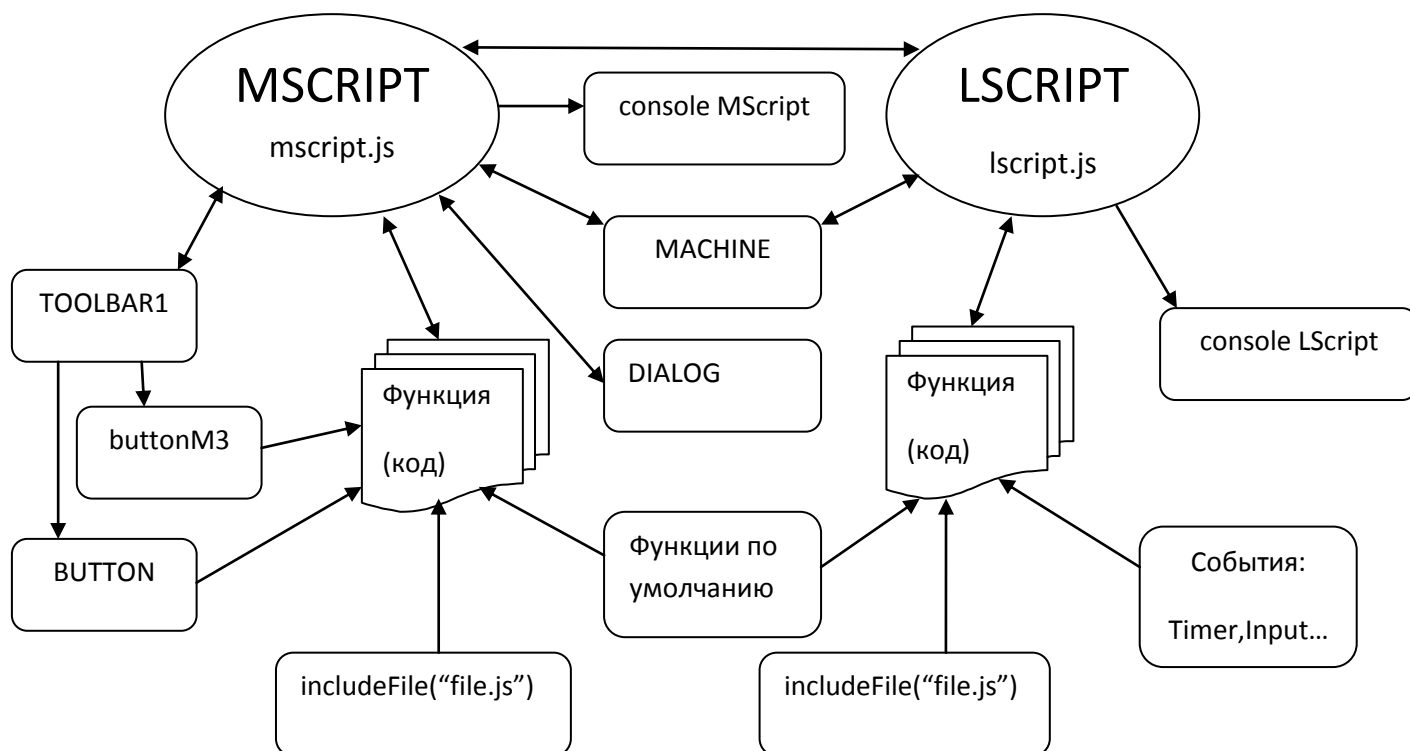 MSCRIPT
mscript.js
LSCRIPT
lscript.js
console MScript
MACHINE
TOOLBAR1
DIALOG
console LScript
Функция
(код)
Функция
(код)
buttonM3
BUTTON
Функции по
умолчанию
События:
Timer,Input...
includeFile(“file.js”)
includeFile(“file.js”)